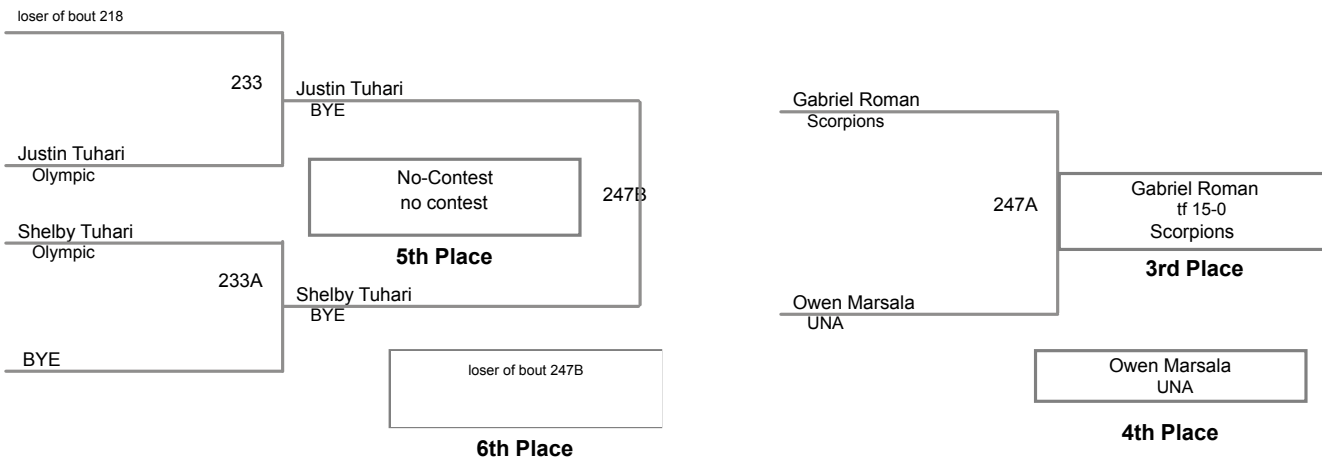 loser of bout 218
233
Justin Tuhari
BYE
Justin Tuhari
Olympic
No-Contest
no contest
247B
5th Place
Shelby Tuhari
Olympic
233A
Shelby Tuhari
BYE
BYE
loser of bout 247B
6th Place
Gabriel Roman
Scorpions
247A
Gabriel Roman
tf 15-0
Scorpions
3rd Place
Owen Marsala
UNA
Owen Marsala
UNA
4th Place